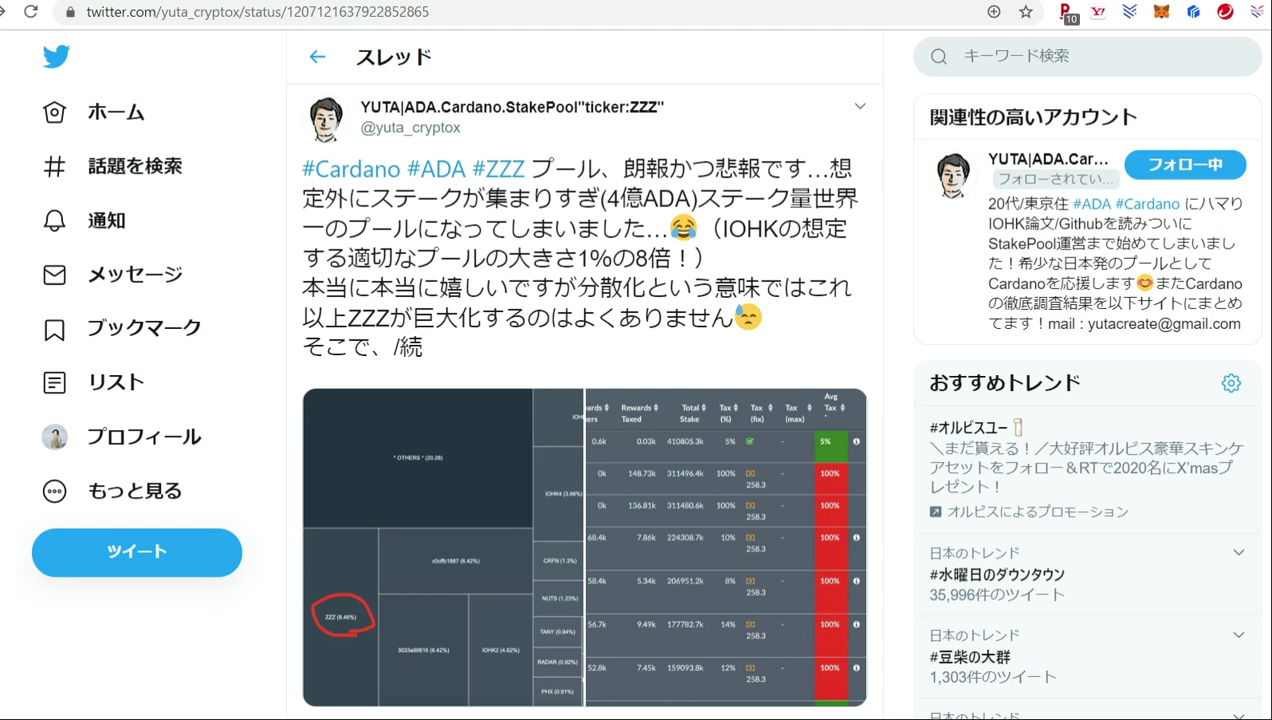 twitter.com/yuta_cryptox/status/1207121637922852865
10
ホーム
話題を検索
通知
メッセージ
ブックマーク
リスト
プロフィール
もっと見る
ツイート
スレッド
YUTA|ADA.Cardano.StakePool"ticker:ZZZ"
@yuta_cryptox
#Cardano #ADA #ZZZ プール、朗報かつ悲報です…想
定外にステークが集まりすぎ(4億ADA)ステーク量世界
一のプールになってしまいました…😂（IOHKの想定
する適切なプールの大きさ1%の8倍！）
本当に本当に嬉しいですが分散化という意味ではこれ
以上ZZZが巨大化するのはよくありません😓
そこで、/続
* OTHERS * (20.28)
IOHK4 (3.66%)
c0cffb1887 (6.42%)
CRFN (1.3%)
NUTS (1.23%)
ZZZ (8.46%)
3033a90616 (6.42%)
IOHK2 (4.62%)
TANY (0.94%)
RADAR (0.92%)
PHX (0.91%)
Rewards Taxed Total Stake Tax (%) Tax (fix) Tax (max) Avg Tax
0.6k 0.03k 410805.3k 5% - 5%
0k 148.73k 311496.4k 100% 258.3 - 100%
0k 136.81k 311480.6k 100% 258.3 - 100%
68.4k 7.86k 224308.7k 10% 258.3 - 100%
58.4k 5.34k 206951.2k 8% 258.3 - 100%
56.7k 9.49k 177782.7k 14% 258.3 - 100%
52.8k 7.45k 159093.8k 12% 258.3 - 100%
キーワード検索
関連性の高いアカウント
YUTA|ADA.Car...
フォローされてい...
フォロー中
20代/東京住 #ADA #Cardano にハマり
IOHK論文/Githubを読みついに
StakePool運営まで始めてしまいまし
た！希少な日本発のプールとして
Cardanoを応援します😊またCardano
の徹底調査結果を以下サイトにまとめ
てます！mail : yutacreate@gmail.com
おすすめトレンド
#オルビスユー
＼まだ貰える！／大好評オルビス豪華スキンケ
アセットをフォロー＆RTで2020名にX'masプ
レゼント！
オルビスによるプロモーション
日本のトレンド
#水曜日のダウンタウン
35,996件のツイート
日本のトレンド
#豆柴の大群
1,303件のツイート
日本のトレンド